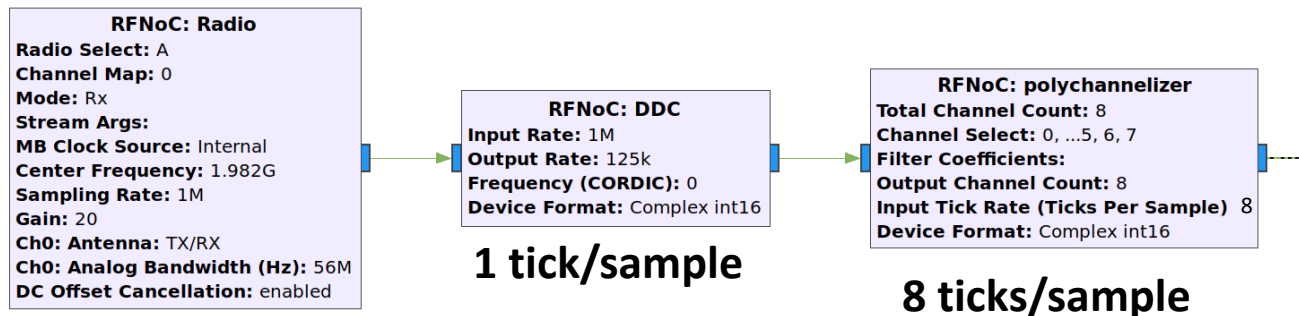 RFNoC: Radio
Radio Select: A
Channel Map: 0
Mode: Rx
Stream Args:
MB Clock Source: Internal
Center Frequency: 1.982G
Sampling Rate: 1M
Gain: 20
Ch0: Antenna: TX/RX
Ch0: Analog Bandwidth (Hz): 56M
DC Offset Cancellation: enabled
RFNoC: DDC
Input Rate: 1M
Output Rate: 125k
Frequency (CORDIC): 0
Device Format: Complex int16
1 tick/sample
RFNoC: polychannelizer
Total Channel Count: 8
Channel Select: 0, ...5, 6, 7
Filter Coefficients:
Output Channel Count: 8
Input Tick Rate (Ticks Per Sample) 8
Device Format: Complex int16
8 ticks/sample